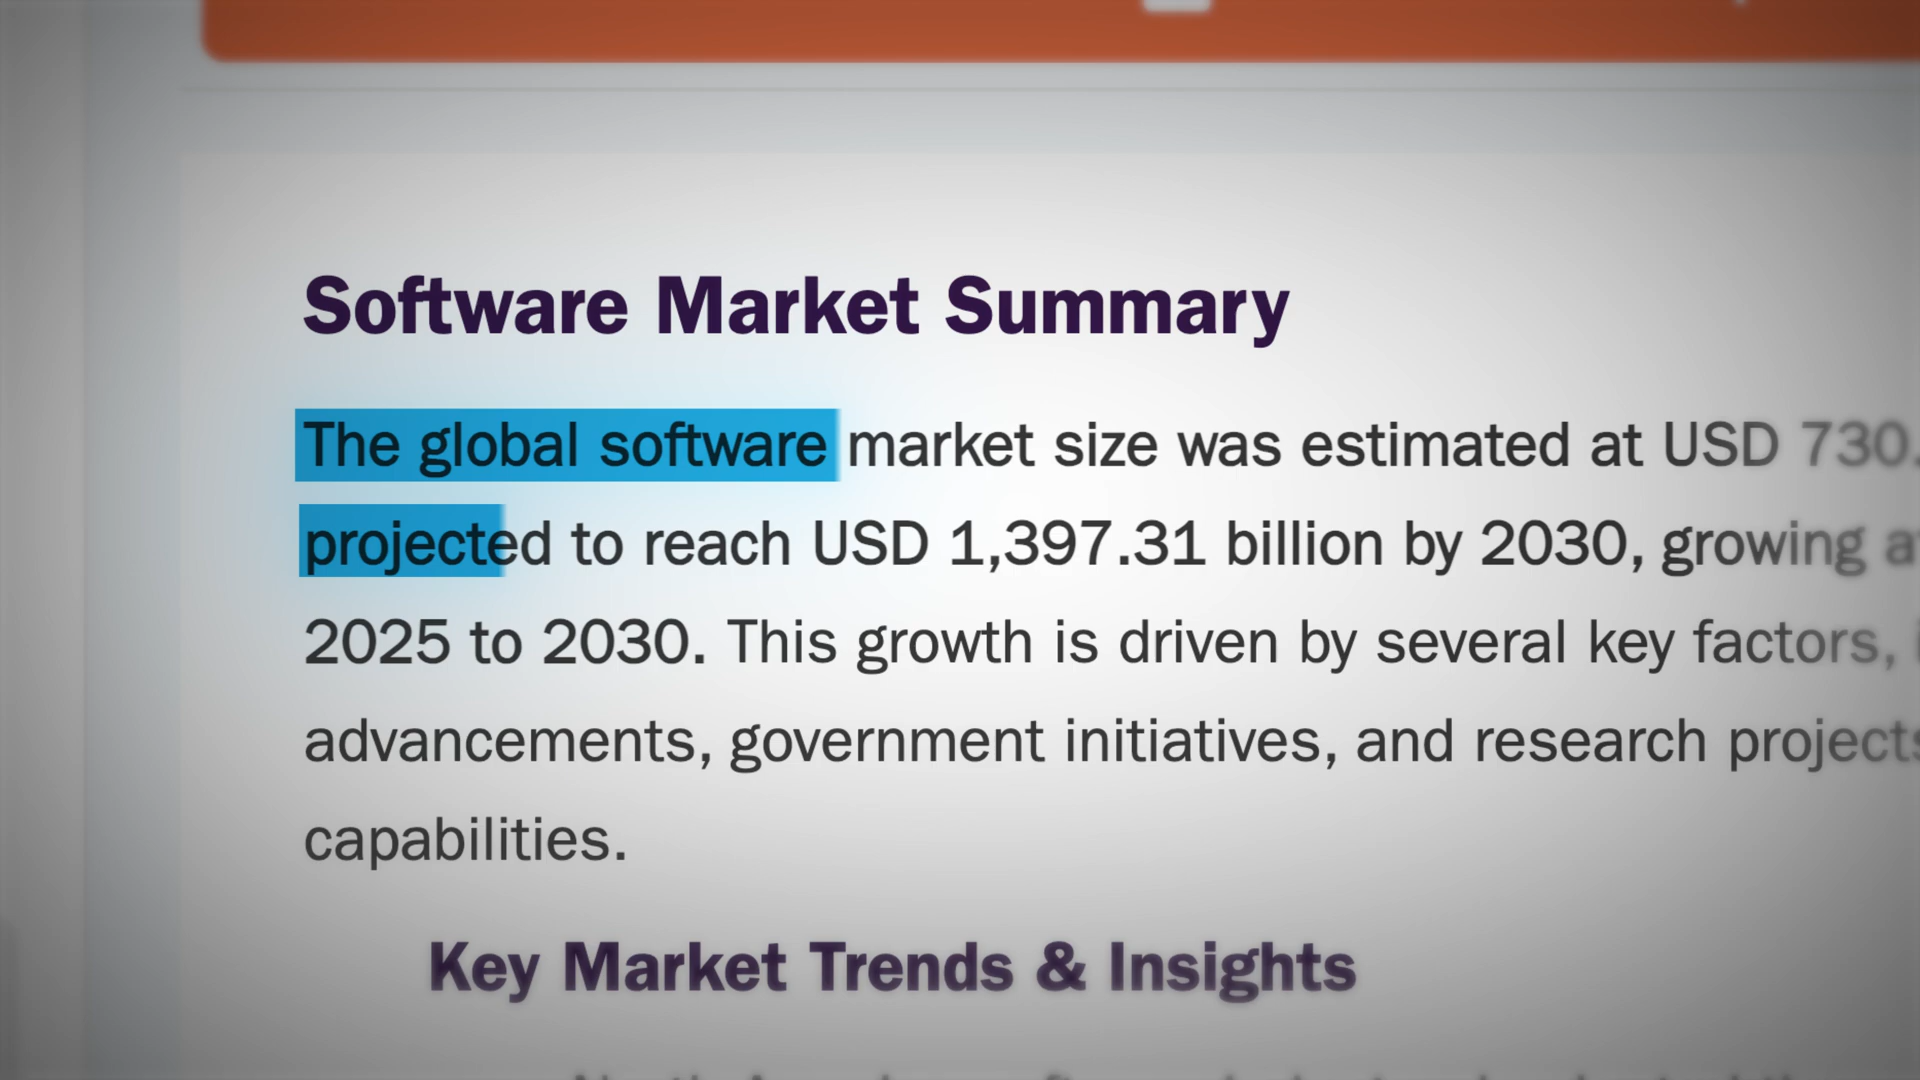 Software Market Summary
The global software market size was estimated at USD 730.
projected to reach USD 1,397.31 billion by 2030, growing at
2025 to 2030. This growth is driven by several key factors,
advancements, government initiatives, and research projects
capabilities.
Key Market Trends & Insights